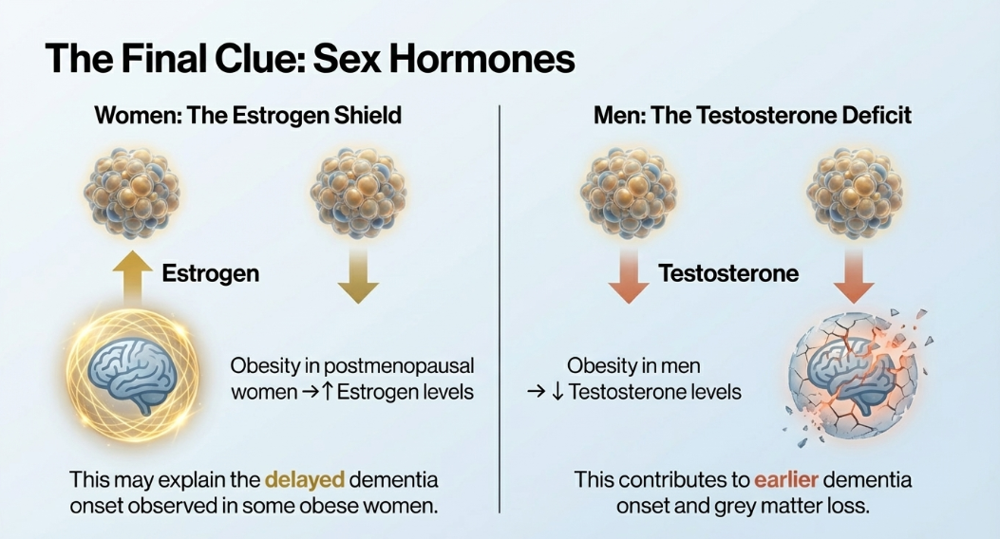 The Final Clue: Sex Hormones
Women: The Estrogen Shield
Estrogen
Obesity in postmenopausal
women →↑ Estrogen levels
This may explain the delayed dementia
onset observed in some obese women.
Men: The Testosterone Deficit
Testosterone
Obesity in men
→ ↓ Testosterone levels
This contributes to earlier dementia
onset and grey matter loss.